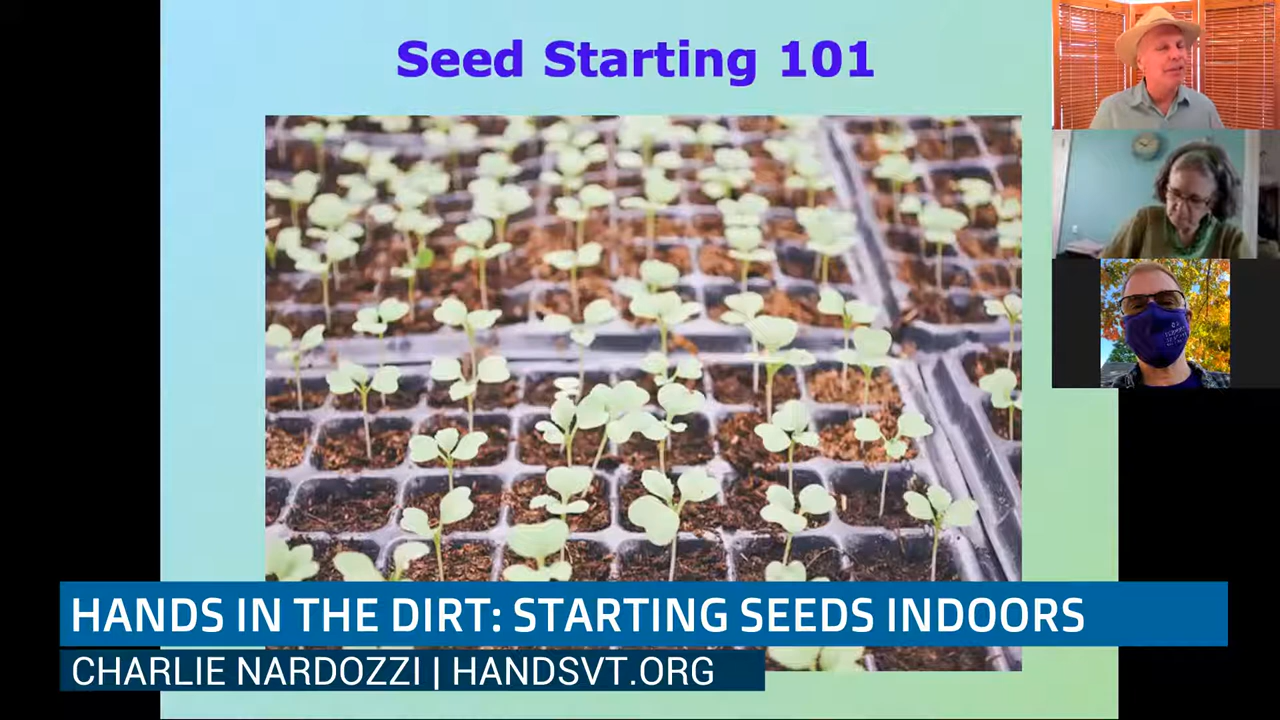 Seed Starting 101
HANDS IN THE DIRT: STARTING SEEDS INDOORS
CHARLIE NARDOZZI | HANDSVT.ORG